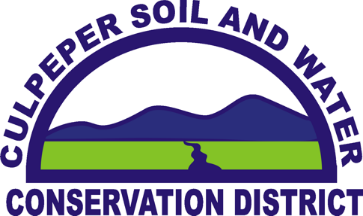 CULPEPER SOIL AND WATER
CONSERVATION DISTRICT